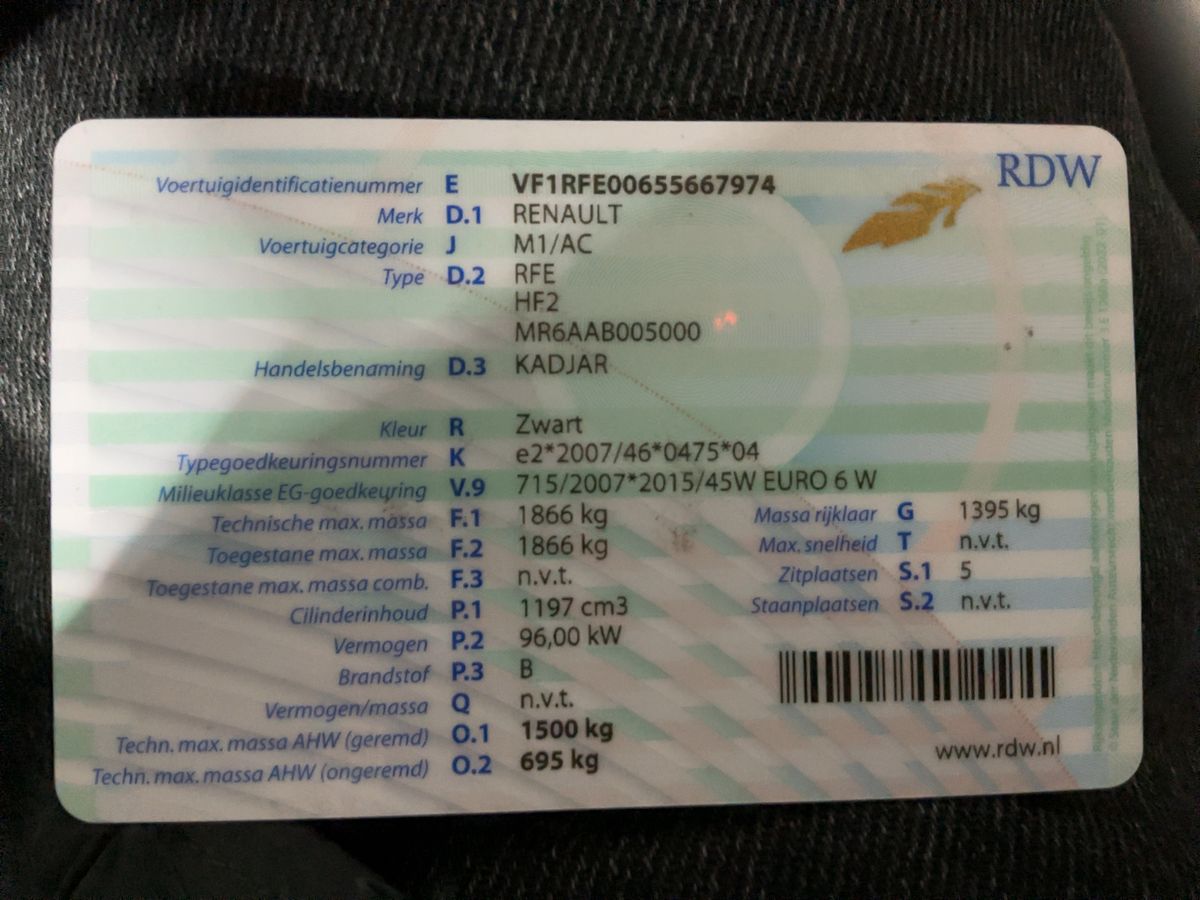 RDW
Voertuigidentificatienummer E VF1RFE00655667974
Merk D.1 RENAULT
Voertuigcategorie J M1/AC
Type D.2 RFE
HF2
MR6AAB005000
Handelsbenaming D.3 KADJAR
Kleur R Zwart
Typegoedkeuringsnummer K e2*2007/46*0475*04
Milieuklasse EG-goedkeuring V.9 715/2007*2015/45W EURO 6 W
Technische max. massa F.1 1866 kg Massa rijklaar G 1395 kg
Toegestane max. massa F.2 1866 kg Max. snelheid T n.v.t.
Toegestane max. massa comb. F.3 n.v.t. Zitplaatsen S.1 5
Cilinderinhoud P.1 1197 cm3 Staanplaatsen S.2 n.v.t.
Vermogen P.2 96,00 kW
Brandstof P.3 B
Vermogen/massa Q n.v.t.
Techn. max. massa AHW (geremd) O.1 1500 kg
Techn. max. massa AHW (ongeremd) O.2 695 kg
www.rdw.nl